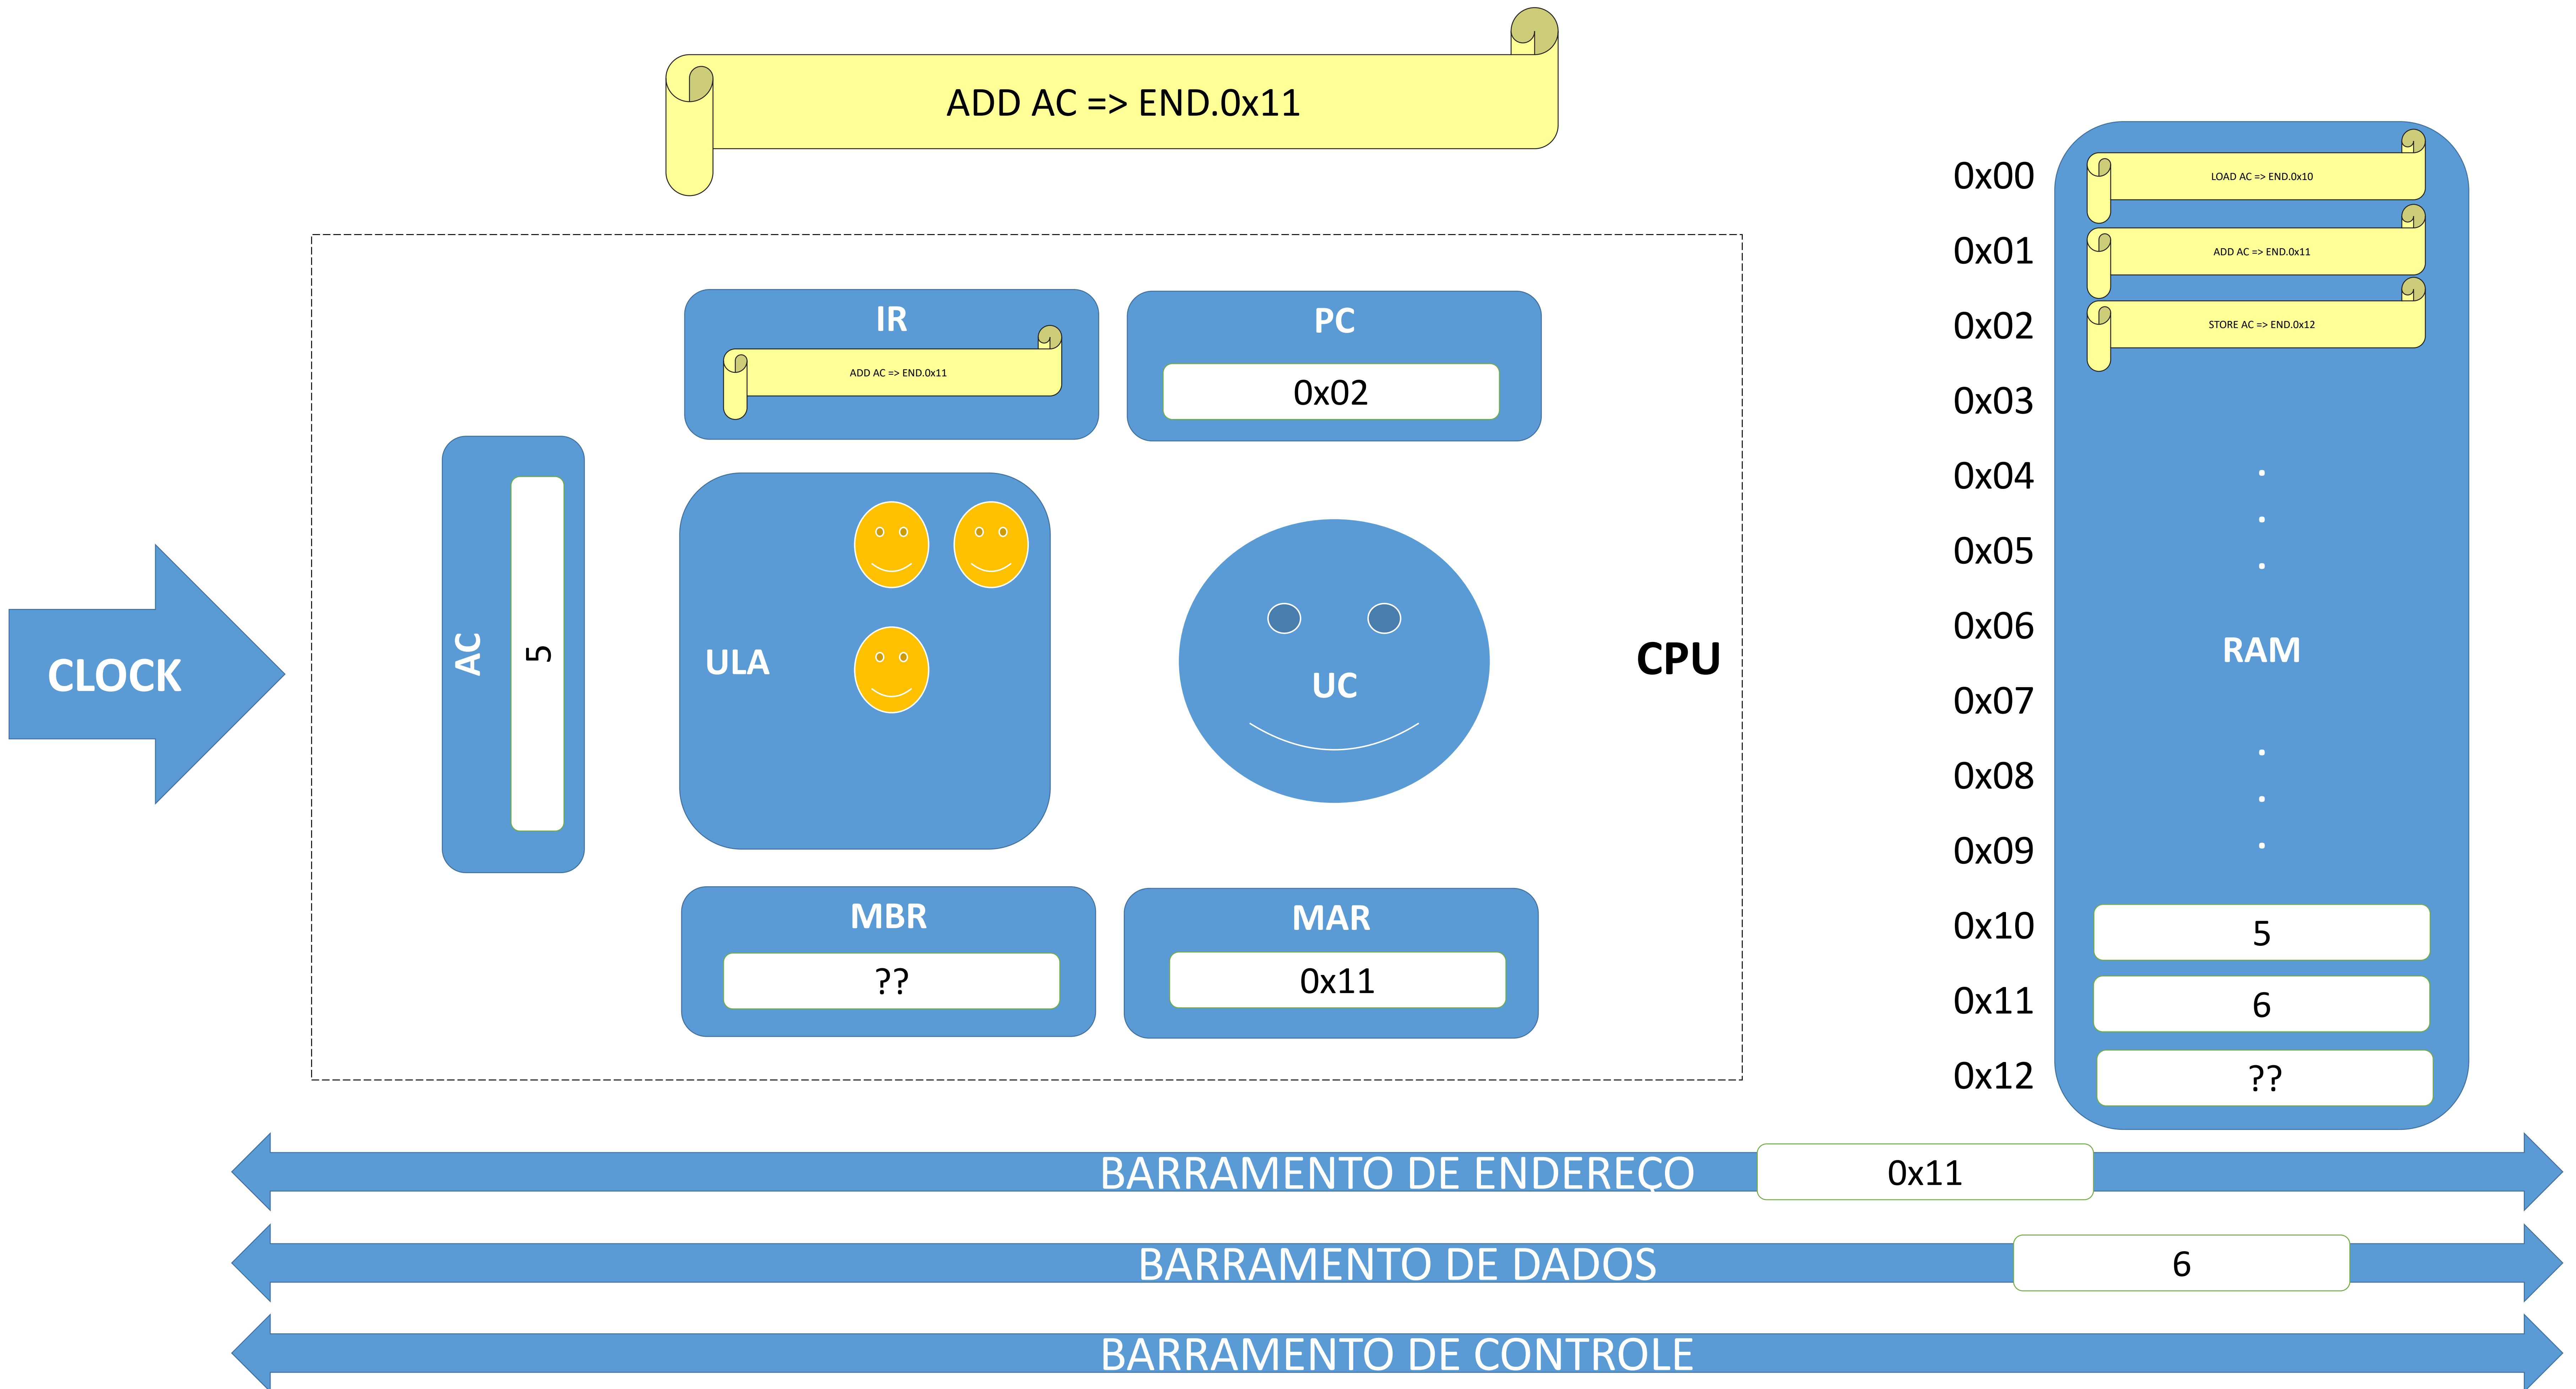 ADD AC => END.0x11
IR
ADD AC => END.0x11
PC
0x02
AC
5
CLOCK
ULA
UC
CPU
MBR
??
MAR
0x11
0x00
LOAD AC => END.0x10
0x01
ADD AC => END.0x11
0x02
STORE AC => END.0x12
0x03
0x04
.
.
0x05
.
0x06
RAM
0x07
0x08
.
.
0x09
.
0x10
5
0x11
6
0x12
??
BARRAMENTO DE ENDEREÇO
0x11
BARRAMENTO DE DADOS
6
BARRAMENTO DE CONTROLE